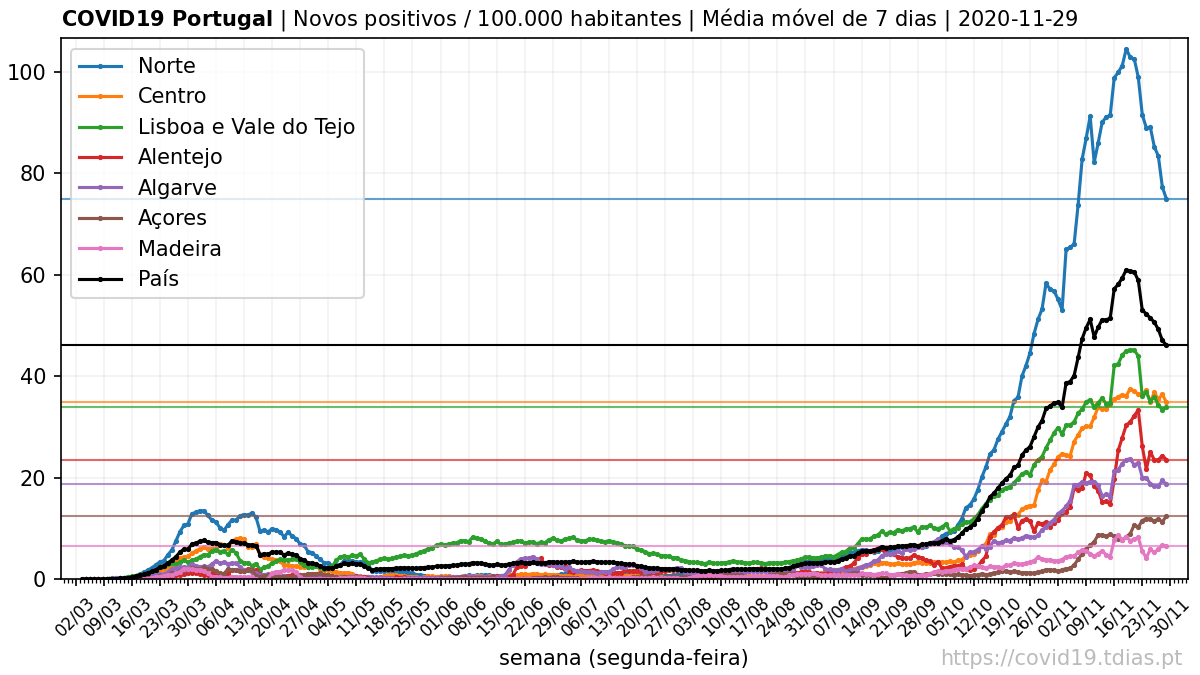 COVID19 Portugal | Novos positivos / 100.000 habitantes | Média móvel de 7 dias | 2020-11-29
Norte
Centro
Lisboa e Vale do Tejo
Alentejo
Algarve
Açores
Madeira
País
100
80
60
40
20
0
02/03 09/03 16/03 23/03 30/03 06/04 13/04 20/04 27/04 04/05 11/05 18/05 25/05 01/06 08/06 15/06 22/06 29/06 06/07 13/07 20/07 27/07 03/08 10/08 17/08 24/08 31/08 07/09 14/09 21/09 28/09 05/10 12/10 19/10 26/10 02/11 09/11 16/11 23/11 30/11
semana (segunda-feira)
https://covid19.tdias.pt